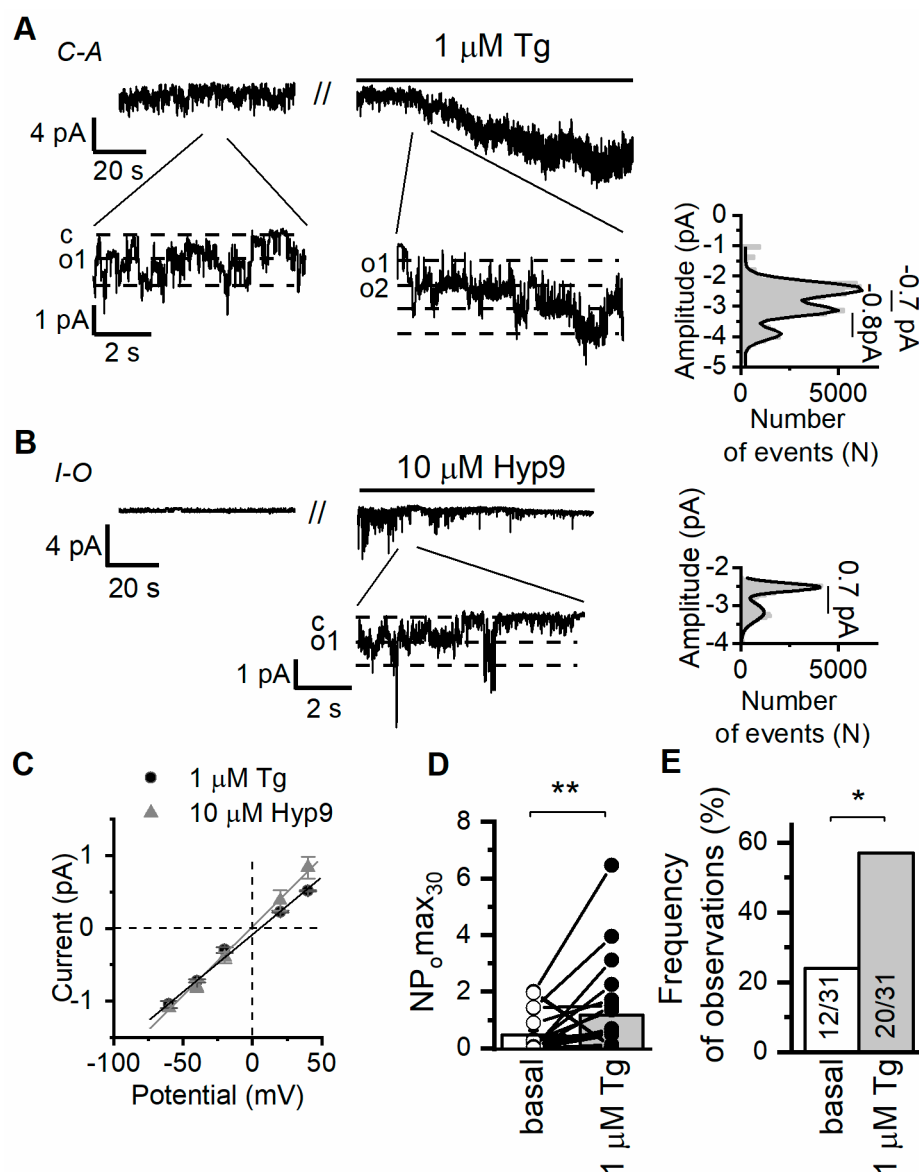 A
C-A
1 μM Tg
//
4 pA
20 s
c
o1
1 pA
2 s
o1
o2
Amplitude (pA)
0
-1
-2
-3
-4
-5
-0.7 pA
-0.8pA
0
5000
Number
of events (N)
B
I-O
10 μM Hyp9
//
4 pA
20 s
c
o1
1 pA
2 s
Amplitude (pA)
-2
-3
-4
0.7 pA
0
5000
Number
of events (N)
C
1 μM Tg
10 μM Hyp9
Current (pA)
1
0
-1
-100
-50
0
50
Potential (mV)
D
**
NPomax30
8
6
4
2
0
basal
1 μM Tg
E
*
Frequency
of observations (%)
60
40
20
0
12/31
20/31
basal
1 μM Tg